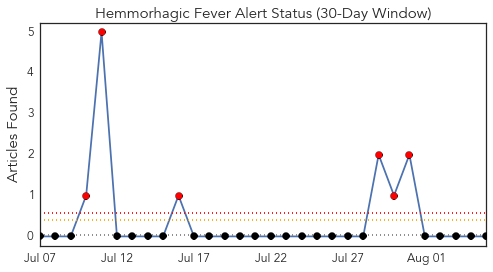 Hemmorhagic Fever Alert Status (30-Day Window)
Articles Found
5
4
3
2
1
0
Jul 07 Jul 12 Jul 17 Jul 22 Jul 27 Aug 01